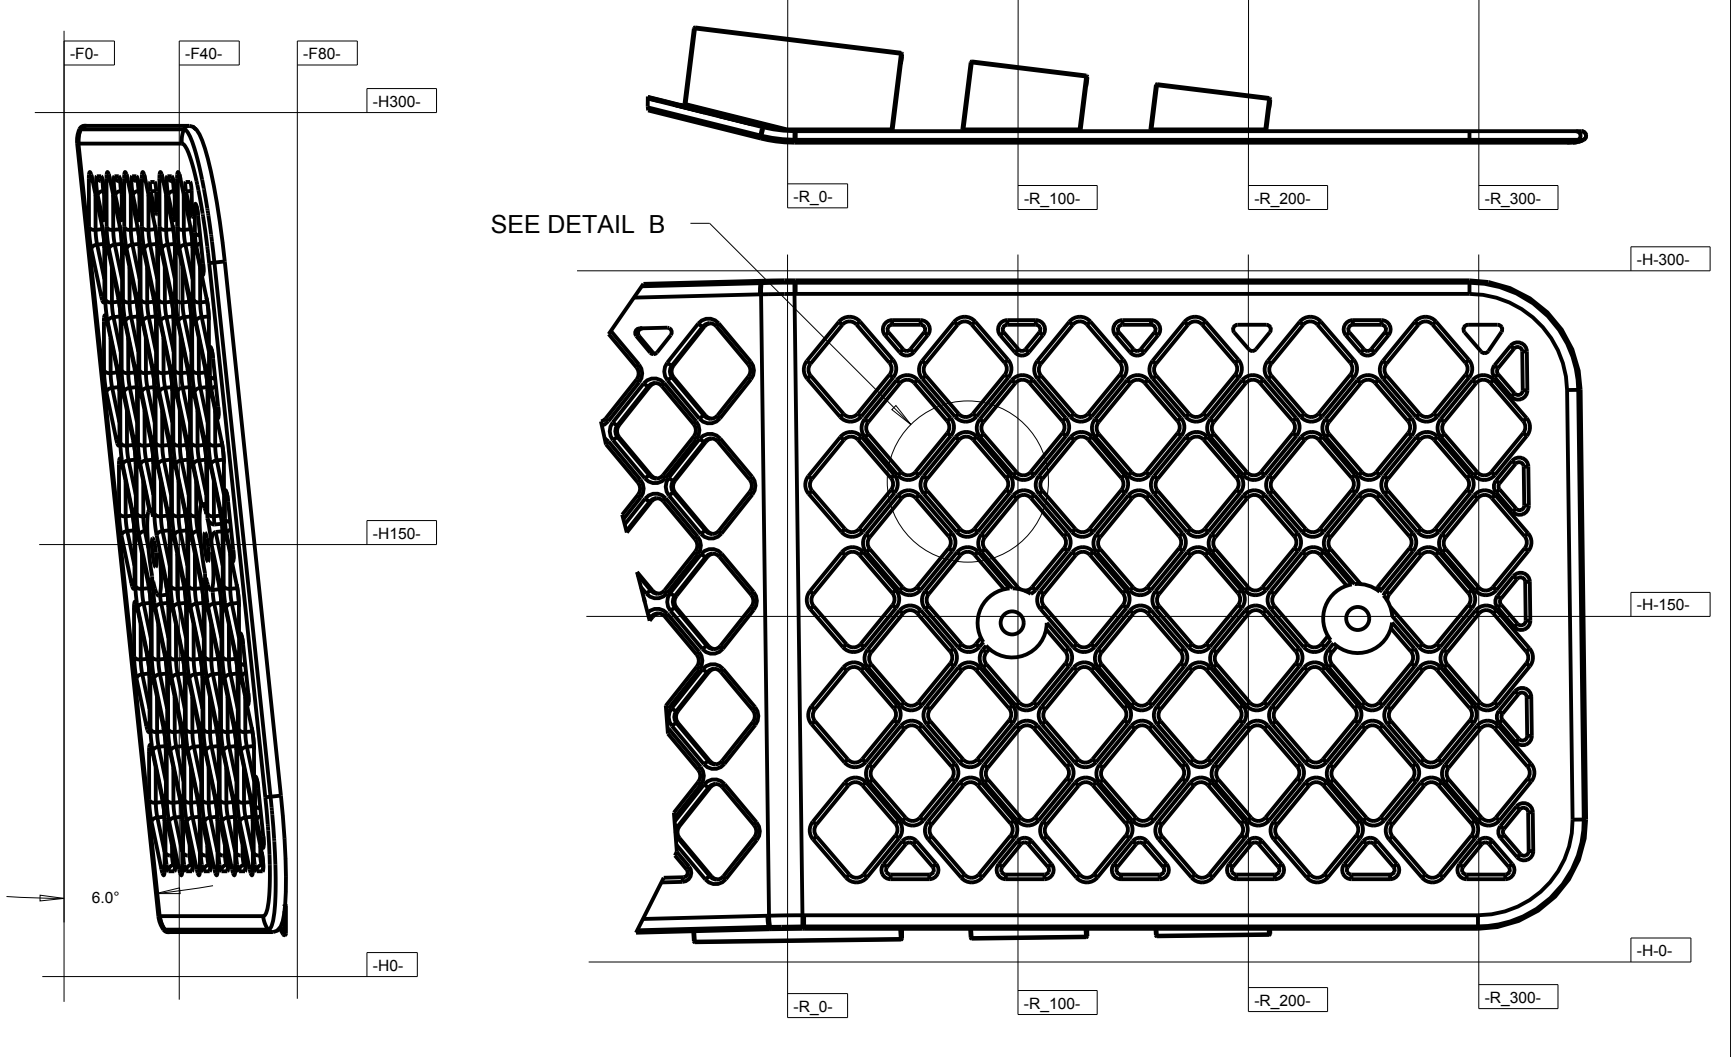 -F0-
-F40-
-F80-
-H300-
-R_0-
-R_100-
-R_200-
-R_300-
SEE DETAIL B
-H-300-
-H150-
-H-150-
6.0°
-H0-
-H-0-
-R_0-
-R_100-
-R_200-
-R_300-